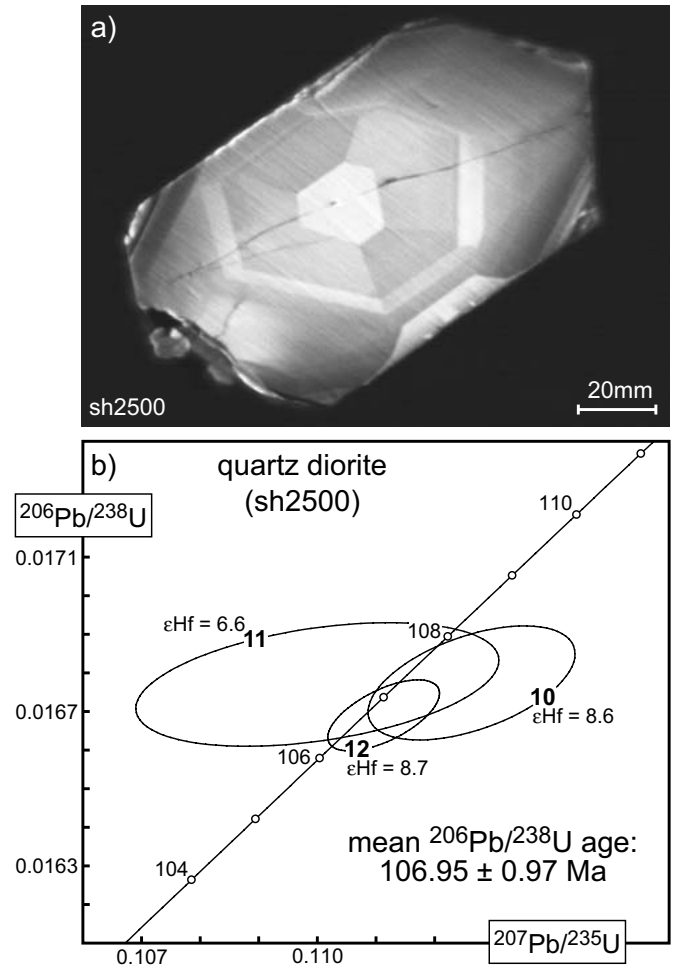 a)
sh2500
20mm
b)
quartz diorite
(sh2500)
206Pb/238U
110
0.0171
εHf = 6.6
11
108
0.0167
10
εHf = 8.6
12
106
εHf = 8.7
mean 206Pb/238U age:
106.95 ± 0.97 Ma
0.0163
104
207Pb/235U
0.107
0.110